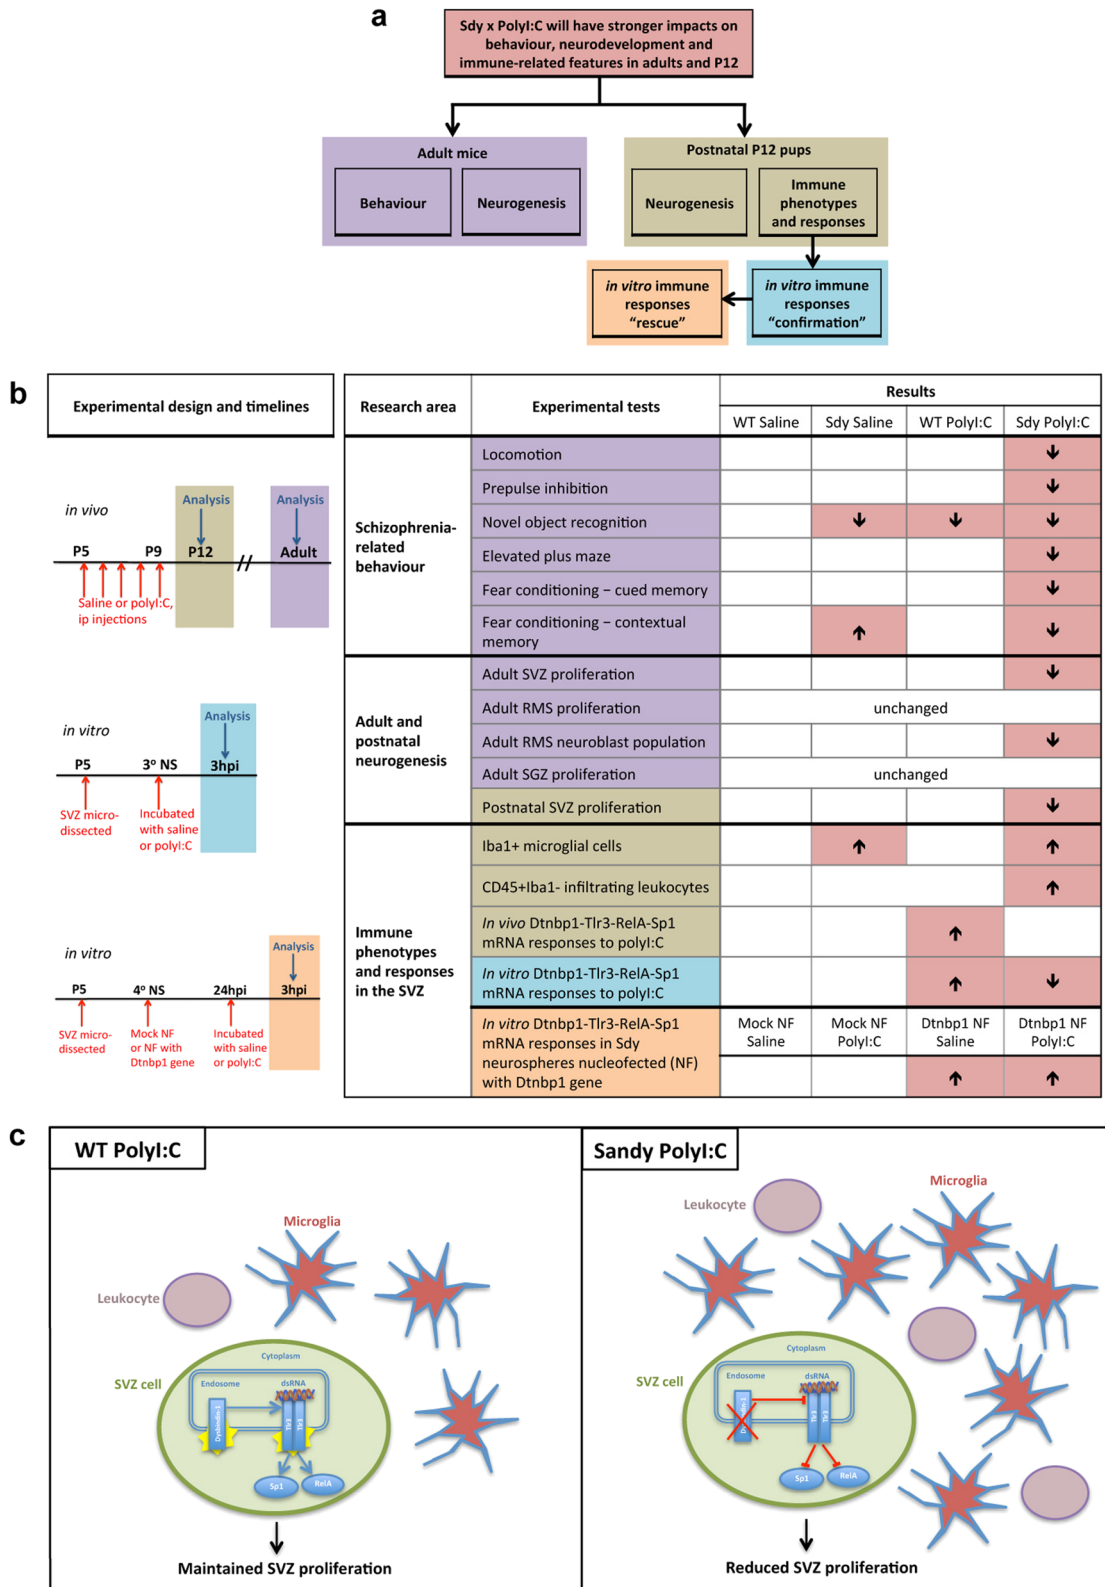 a
Sdy x PolyI:C will have stronger impacts on
behaviour, neurodevelopment and
immune-related features in adults and P12
Adult mice
Behaviour
Neurogenesis
Postnatal P12 pups
Neurogenesis
Immune
phenotypes
and responses
in vitro immune
responses
"rescue"
in vitro immune
responses
"confirmation"
b
Experimental design and timelines
in vivo
Analysis
Analysis
P5
P9
P12
Adult
Saline or polyI:C,
ip injections
in vitro
Analysis
P5
3° NS
3hpi
SVZ micro-
dissected
Incubated
with saline
or polyI:C
in vitro
Analysis
P5
4° NS
24hpi
3hpi
SVZ micro-
dissected
Mock NF
or NF with
Dtnbp1 gene
Incubated
with saline
or polyI:C
Research area
Experimental tests
Results
WT Saline
Sdy Saline
WT PolyI:C
Sdy PolyI:C
Schizophrenia-
related
behaviour
Locomotion
↓
Prepulse inhibition
↓
Novel object recognition
↓ ↓ ↓
Elevated plus maze
↓
Fear conditioning – cued memory
↓
Fear conditioning – contextual
memory
↑ ↓
Adult and
postnatal
neurogenesis
Adult SVZ proliferation
↓
Adult RMS proliferation
unchanged
Adult RMS neuroblast population
↓
Adult SGZ proliferation
unchanged
Postnatal SVZ proliferation
↓
Immune
phenotypes
and responses
in the SVZ
Iba1+ microglial cells
↑ ↑
CD45+Iba1- infiltrating leukocytes
↑
In vivo Dtnbp1-Tlr3-RelA-Sp1
mRNA responses to polyI:C
↑
In vitro Dtnbp1-Tlr3-RelA-Sp1
mRNA responses to polyI:C
↑ ↓
In vitro Dtnbp1-Tlr3-RelA-Sp1
mRNA responses in Sdy
neurospheres nucleofected (NF)
with Dtnbp1 gene
Mock NF
Saline
Mock NF
PolyI:C
Dtnbp1 NF
Saline
Dtnbp1 NF
PolyI:C
↑ ↑
c
WT PolyI:C
Microglia
Leukocyte
SVZ cell
Cytoplasm
Endosome
dsRNA
Dysbindin-1
Tlr3
Tlr3
Sp1
RelA
Maintained SVZ proliferation
Sandy PolyI:C
Microglia
Leukocyte
SVZ cell
Cytoplasm
Endosome
dsRNA
Tlr3
Tlr3
Sp1
RelA
Reduced SVZ proliferation